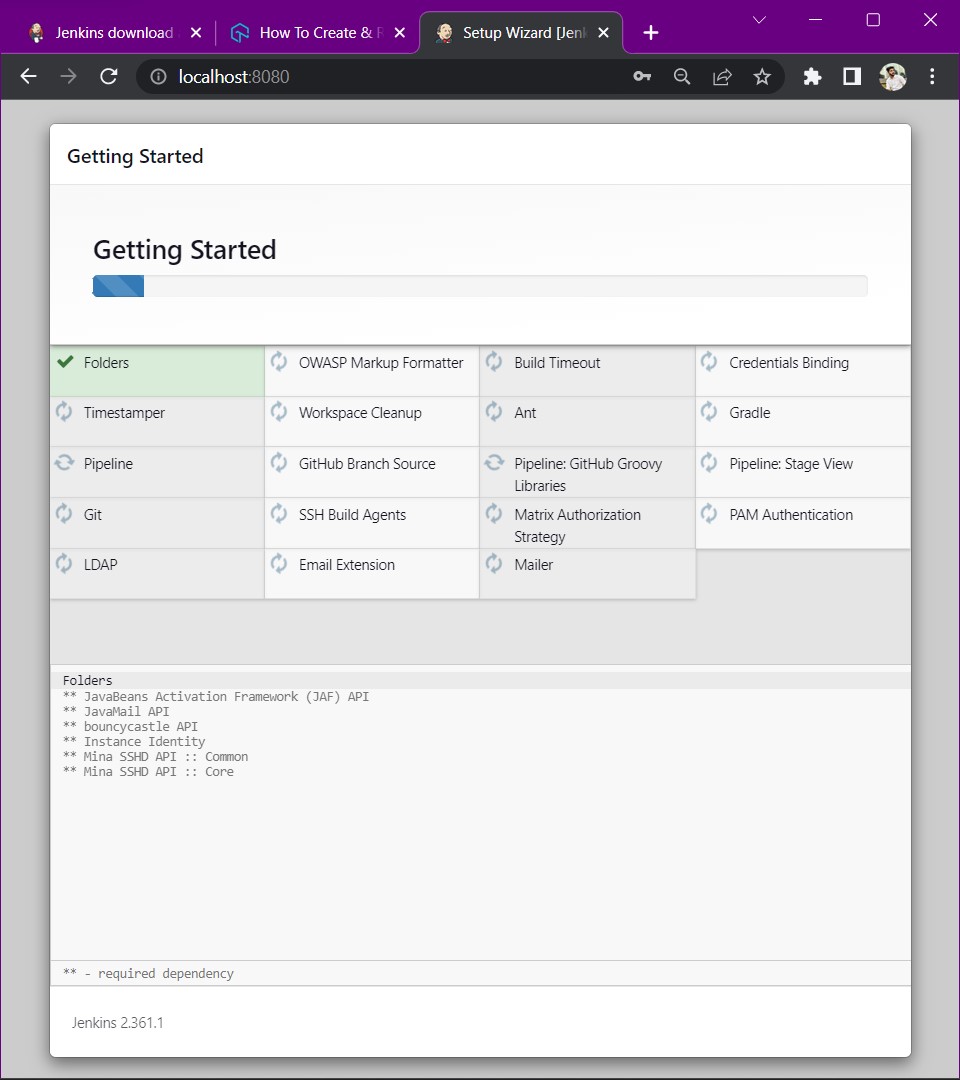 Jenkins download
How To Create &
Setup Wizard [Jen
localhost:8080
Getting Started
Getting Started
Folders
OWASP Markup Formatter
Build Timeout
Credentials Binding
Timestamper
Workspace Cleanup
Ant
Gradle
Pipeline
GitHub Branch Source
Pipeline: GitHub Groovy
Libraries
Pipeline: Stage View
Git
SSH Build Agents
Matrix Authorization
Strategy
PAM Authentication
LDAP
Email Extension
Mailer
Folders
** JavaBeans Activation Framework (JAF) API
** JavaMail API
** bouncycastle API
** Instance Identity
** Mina SSHD API :: Common
** Mina SSHD API :: Core
** - required dependency
Jenkins 2.361.1